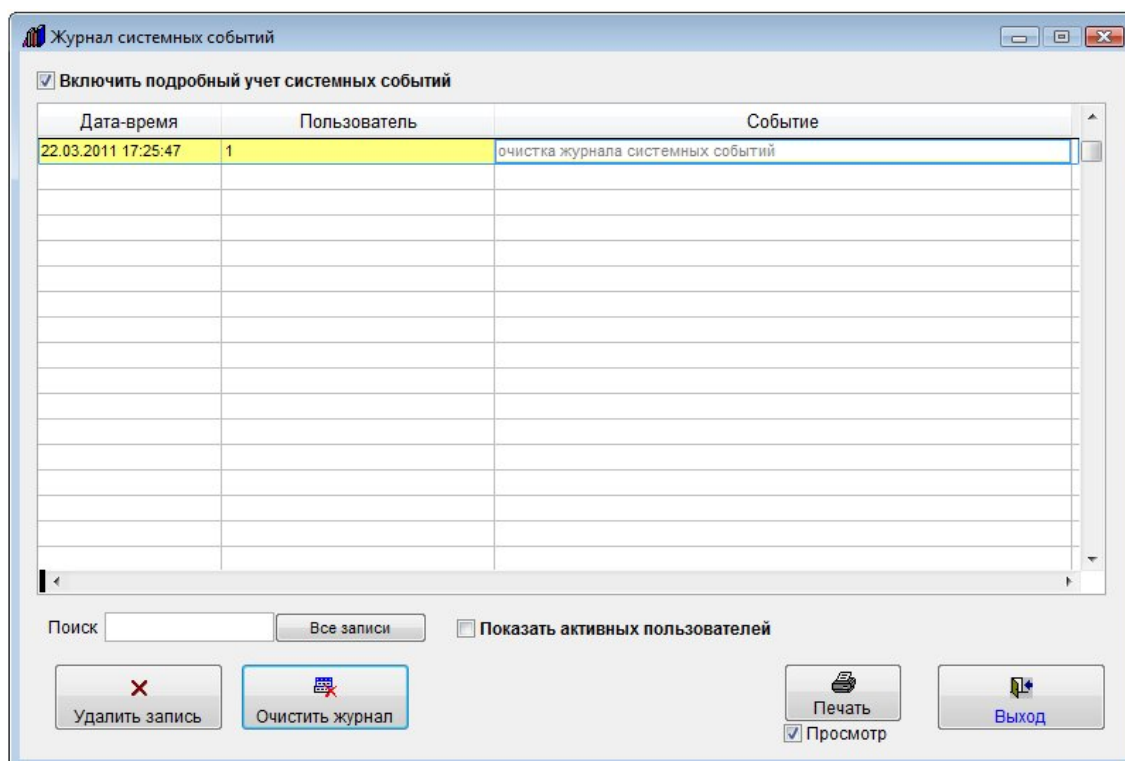 Журнал системных событий
Включить подробный учет системных событий
Дата-время Пользователь Событие
22.03.2011 17:25:47 1 очистка журнала системных событий
Поиск Все записи Показать активных пользователей
Удалить запись Очистить журнал Печать Выход
Просмотр